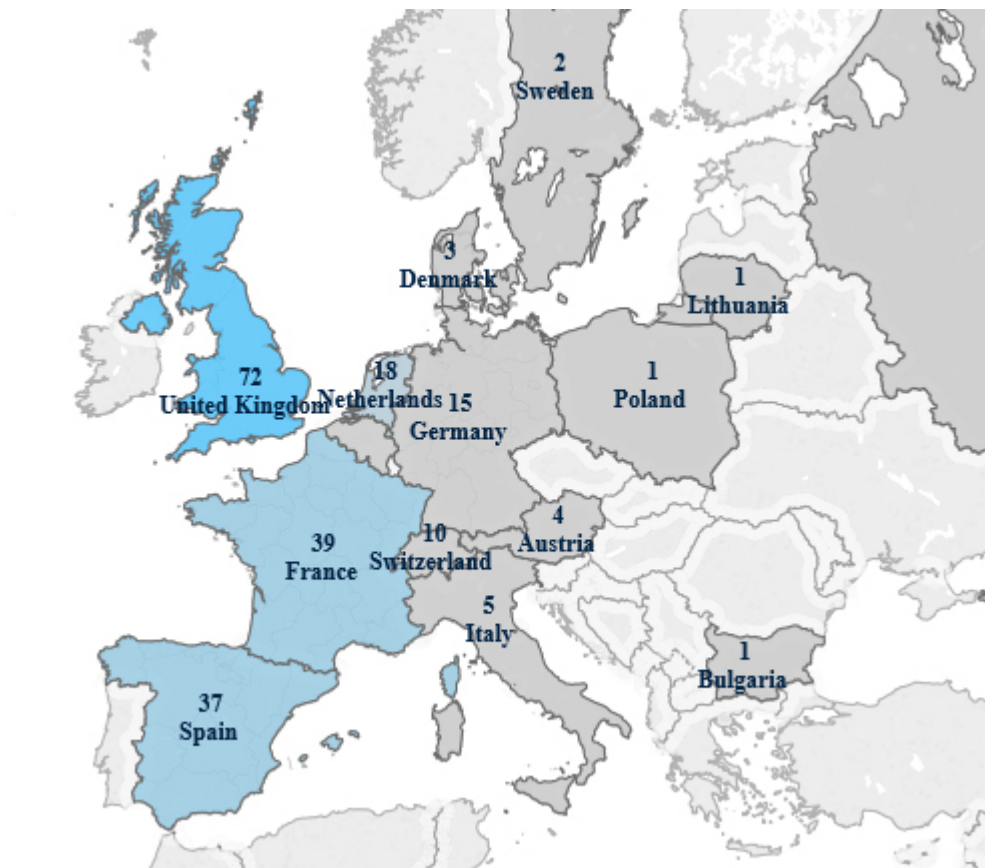 2
Sweden
3
Denmark
1
Lithuania
72
United Kingdom
18
Netherlands
15
Germany
1
Poland
39
France
10
Switzerland
4
Austria
5
Italy
1
Bulgaria
37
Spain